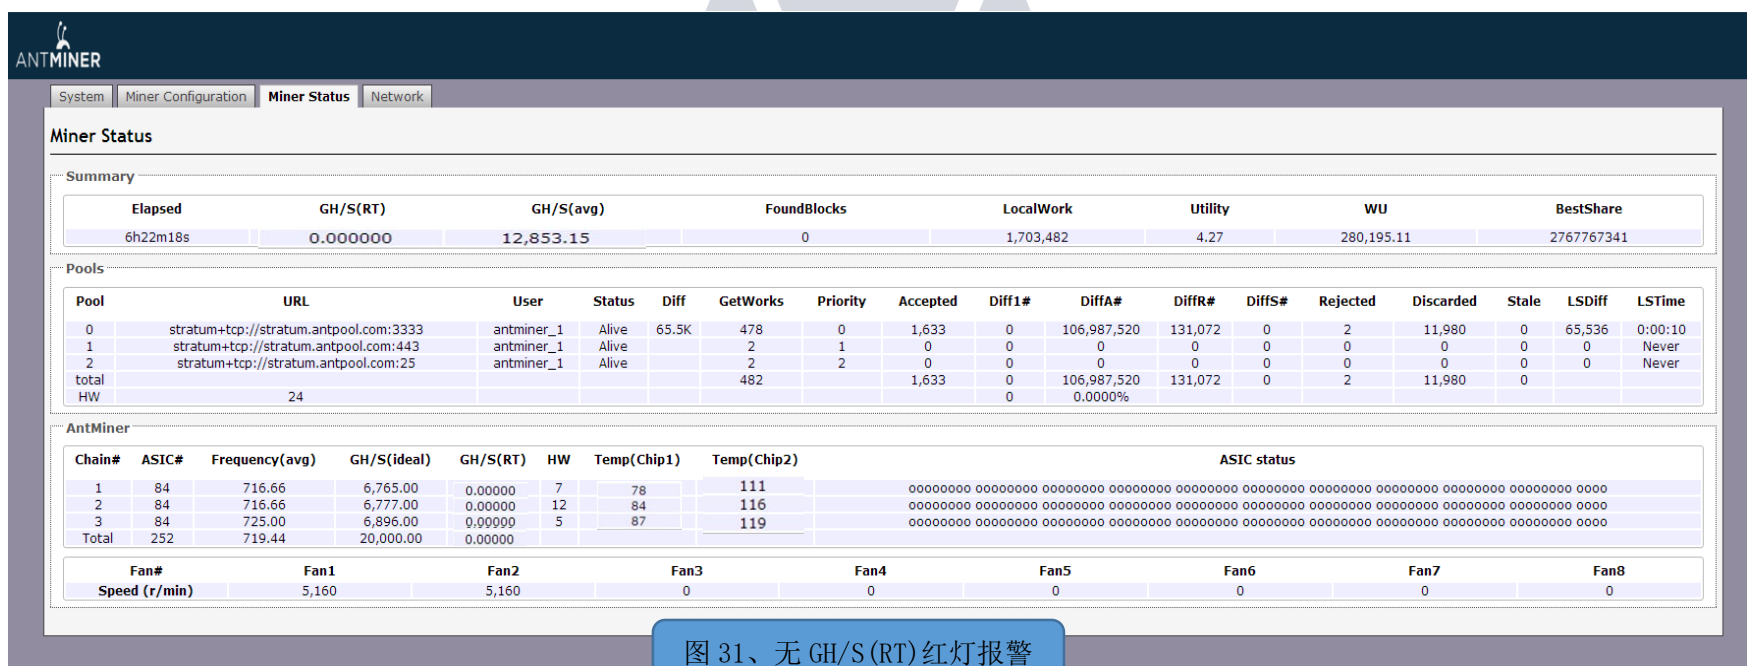 ANTMINER
System Miner Configuration Miner Status Network
Miner Status
Summary
Elapsed GH/S(RT) GH/S(avg) FoundBlocks LocalWork Utility WU BestShare
6h22m18s 0.000000 12,853.15 0 1,703,482 4.27 280,195.11 2767767341
Pools
Pool URL User Status Diff GetWorks Priority Accepted Diff1# DiffA# DiffR# DiffS# Rejected Discarded Stale LSDiff LSTime
0 stratum+tcp://stratum.antpool.com:3333 antminer_1 Alive 65.5K 478 0 1,633 0 106,987,520 131,072 0 2 11,980 0 65,536 0:00:10
1 stratum+tcp://stratum.antpool.com:443 antminer_1 Alive 2 1 0 0 0 0 0 0 0 0 0 Never
2 stratum+tcp://stratum.antpool.com:25 antminer_1 Alive 2 2 0 0 0 0 0 0 0 0 0 Never
total 482 1,633 0 106,987,520 131,072 0 2 11,980 0
HW 24 0 0.0000%
AntMiner
Chain# ASIC# Frequency(avg) GH/S(ideal) GH/S(RT) HW Temp(Chip1) Temp(Chip2) ASIC status
1 84 716.66 6,765.00 0.00000 7 78 111 oooooooo oooooooo oooooooo oooooooo oooooooo oooooooo oooooooo oooooooo oooooooo oooooooo oooo
2 84 716.66 6,777.00 0.00000 12 84 116 oooooooo oooooooo oooooooo oooooooo oooooooo oooooooo oooooooo oooooooo oooooooo oooooooo oooo
3 84 725.00 6,896.00 0.00000 5 87 119 oooooooo oooooooo oooooooo oooooooo oooooooo oooooooo oooooooo oooooooo oooooooo oooooooo oooo
Total 252 719.44 20,000.00 0.00000
Fan# Fan1 Fan2 Fan3 Fan4 Fan5 Fan6 Fan7 Fan8
Speed (r/min) 5,160 5,160 0 0 0 0 0 0
图 31、无 GH/S(RT)红灯报警